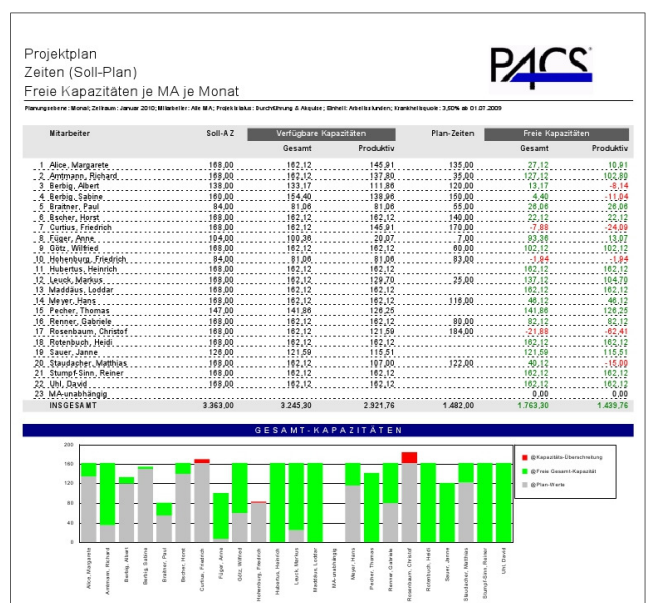 Projektplan
Zeiten (Soll-Plan)
Freie Kapazitäten je MA je Monat
PACS
Planungsebene: Monat; Zeitraum: Januar 2010; Mitarbeiter: Alle MA; Projektstatus: Durchführung & Akquise; Einheit: Arbeitsstunden; Krankheitsquote: 3,50% ab 01.07.2009
Mitarbeiter Soll-AZ Verfügbare Kapazitäten Plan-Zeiten Freie Kapazitäten
Gesamt Produktiv Gesamt Produktiv
1 Alice, Margarete 168,00 162,12 145,91 135,00 27,12 10,91
2 Amtmann, Richard 168,00 162,12 137,80 35,00 127,12 102,80
3 Berbig, Albert 138,00 133,17 111,86 120,00 13,17 -8,14
4 Berbig, Sabine 160,00 154,40 138,96 150,00 4,40 -11,04
5 Braitner, Paul 84,00 81,06 81,06 55,00 26,06 26,06
6 Escher, Horst 168,00 162,12 162,12 140,00 22,12 22,12
7 Curtius, Friedrich 168,00 162,12 145,91 170,00 -7,88 -24,09
8 Füger, Anne 104,00 100,36 20,07 7,00 93,36 13,07
9 Götz, Wilfried 168,00 162,12 162,12 60,00 102,12 102,12
10 Hohenburg, Friedrich 84,00 81,06 81,06 83,00 -1,94 -1,94
11 Hubertus, Heinrich 168,00 162,12 162,12 162,12 162,12
12 Leuck, Markus 168,00 162,12 129,70 25,00 137,12 104,70
13 Maddäus, Loddar 168,00 162,12 162,12 162,12 162,12
14 Meyer, Hans 168,00 162,12 162,12 116,00 46,12 46,12
15 Pecher, Thomas 147,00 141,86 126,25 141,86 126,25
16 Renner, Gabriele 168,00 162,12 162,12 80,00 82,12 82,12
17 Rosenbaum, Christof 168,00 162,12 121,59 184,00 -21,88 -62,41
18 Rotenbuch, Heidi 168,00 162,12 162,12 162,12 162,12
19 Sauer, Janne 126,00 121,59 115,51 121,59 115,51
20 Staudacher, Matthias 168,00 162,12 107,00 122,00 40,12 -15,00
21 Stumpf-Sinn, Reiner 168,00 162,12 162,12 162,12 162,12
22 Uhl, David 168,00 162,12 162,12 162,12 162,12
23 MA-unabhängig 0,00 0,00
INSGESAMT 3.363,00 3.245,30 2.921,76 1.482,00 1.763,30 1.439,76
GESAMT-KAPAZITÄTEN
200
160
120
80
40
0
@Kapazitäts-Überschreitung
@Freie Gesamt-Kapazität
@Plan-Werte
Alice, Margarete
Amtmann, Richard
Berbig, Albert
Berbig, Sabine
Braitner, Paul
Escher, Horst
Curtius, Friedrich
Füger, Anne
Götz, Wilfried
Hohenburg, Friedrich
Hubertus, Heinrich
Leuck, Markus
Maddäus, Loddar
MA-unabhängig
Meyer, Hans
Pecher, Thomas
Renner, Gabriele
Rosenbaum, Christof
Rotenbuch, Heidi
Sauer, Janne
Staudacher, Matthias
Stumpf-Sinn, Reiner
Uhl, David